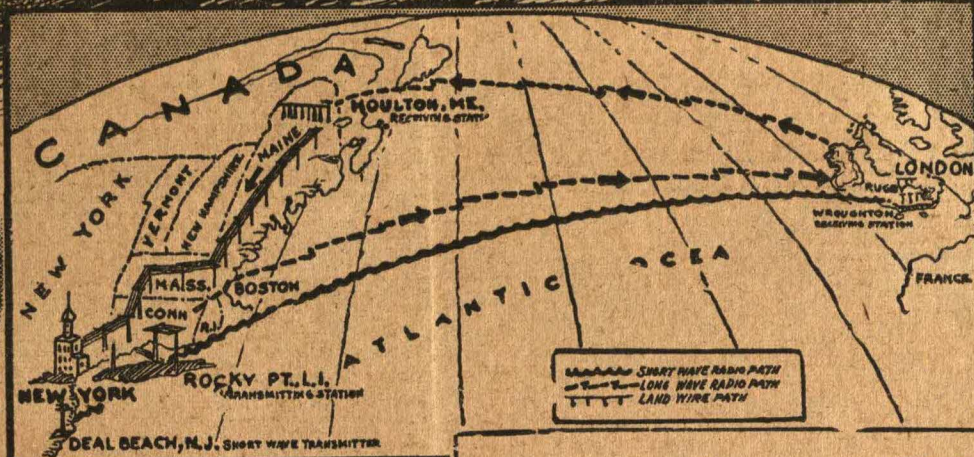 CANADA
HOULTON, ME.
RECEIVING STATI
MAINE
NEW HAMPSHIRE
VERMONT
NEW YORK
LONDON
RUGB
WROUGHTON
RECEIVING STATION
FRANCE
MASS.
BOSTON
CONN
R.I.
ATLANTIC OCEA
ROCKY PT., L.I.
TRANSMITTING STATION
NEW YORK
DEAL BEACH, N.J. SHORT WAVE TRANSMITTER
SHORT WAVE RADIO PATH
LONG WAVE RADIO PATH
LAND WIRE PATH